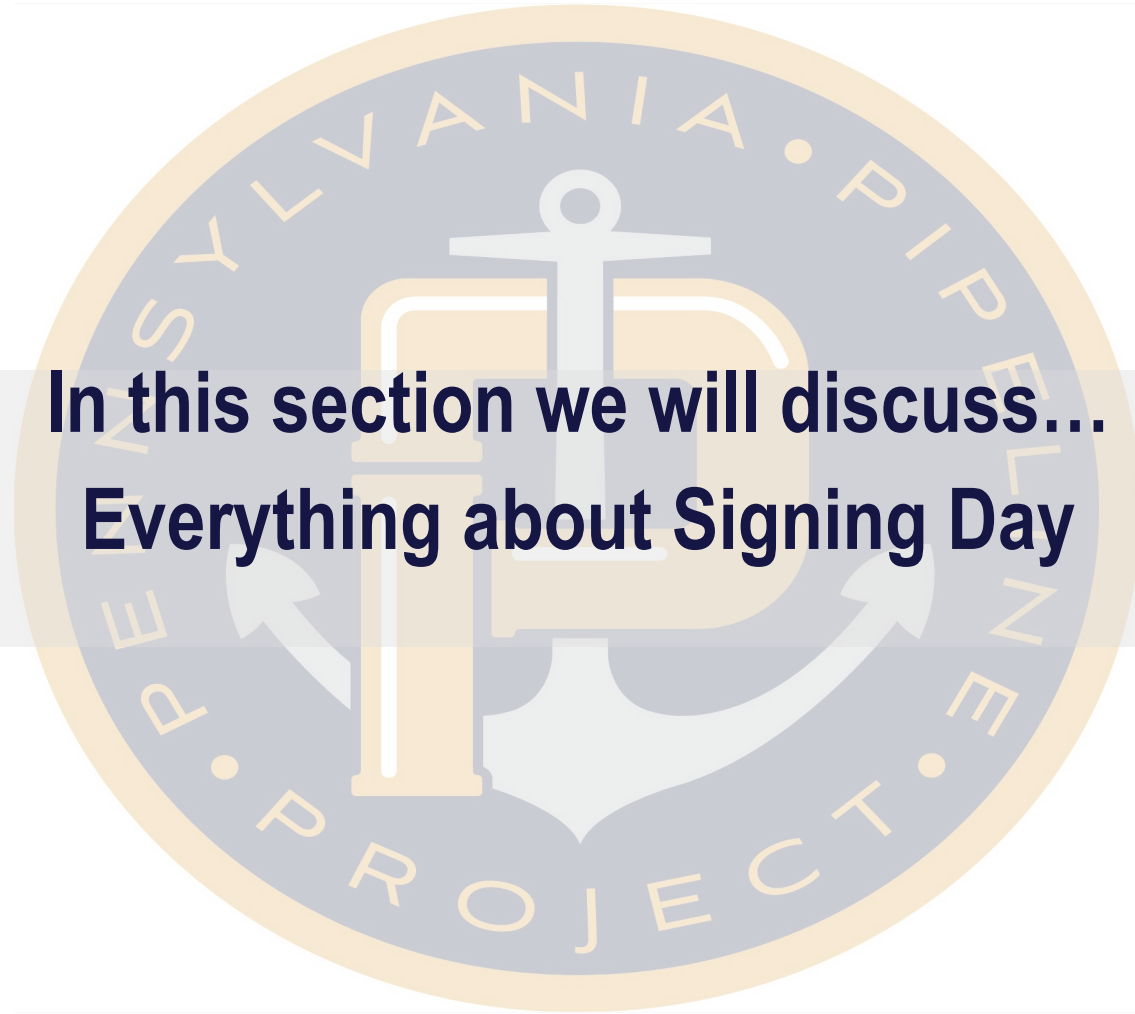 In this section we will discuss…
Everything about Signing Day
PENNSYLVANIA • PIPELINE • PROJECT •